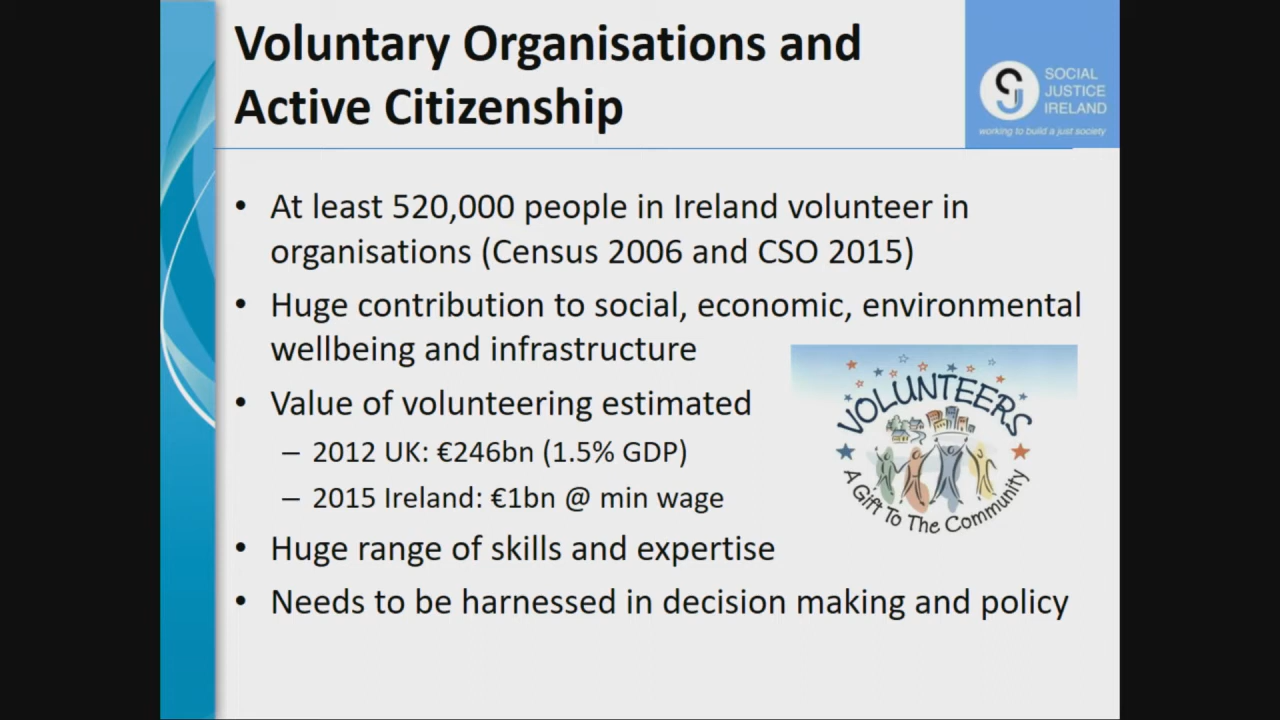 Voluntary Organisations and
Active Citizenship
SOCIAL
JUSTICE
IRELAND
working to build a just society
• At least 520,000 people in Ireland volunteer in
organisations (Census 2006 and CSO 2015)
• Huge contribution to social, economic, environmental
wellbeing and infrastructure
• Value of volunteering estimated
– 2012 UK: €246bn (1.5% GDP)
– 2015 Ireland: €1bn @ min wage
VOLUNTEERS
A Gift To The Community
• Huge range of skills and expertise
• Needs to be harnessed in decision making and policy